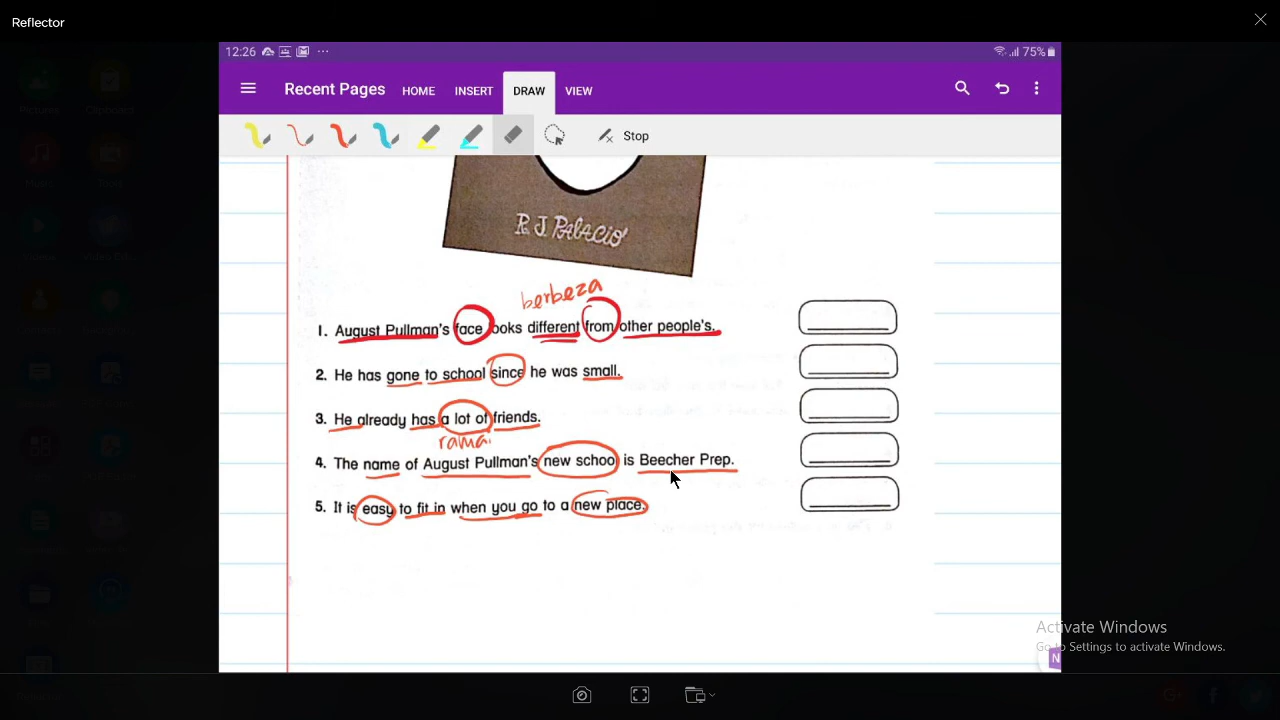 Reflector
12:26 75%
Recent Pages HOME INSERT DRAW VIEW
Stop
R. J. PALACIO
berbeza
1. August Pullman's face looks different from other people's.
2. He has gone to school since he was small.
3. He already has a lot of friends.
ramai
4. The name of August Pullman's new school is Beecher Prep.
5. It is easy to fit in when you go to a new place.
Activate Windows
Go to Settings to activate Windows.